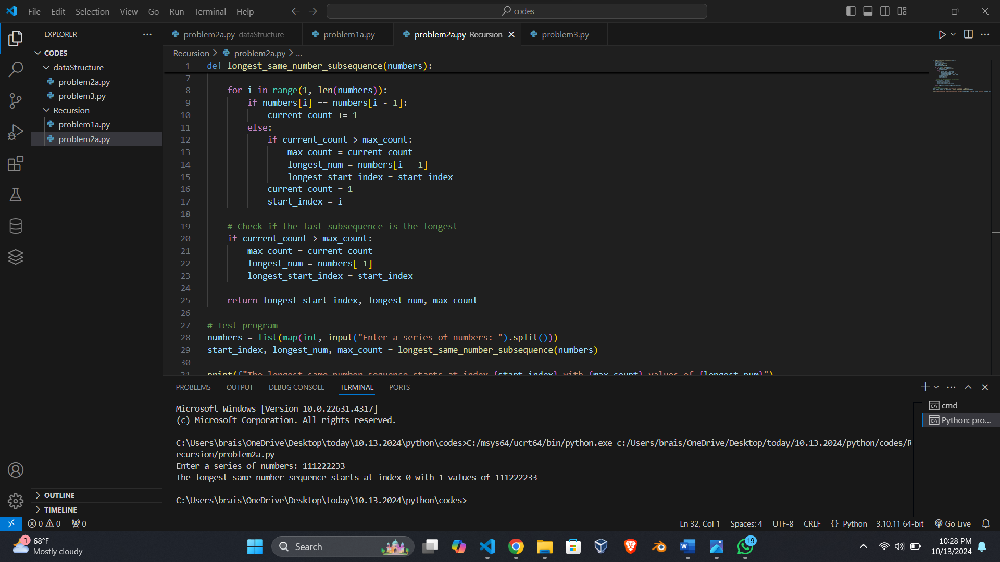 File Edit Selection View Go Run Terminal Help
codes
EXPLORER
CODES
dataStructure
problem2a.py
problem3.py
Recursion
problem1a.py
problem2a.py
OUTLINE
TIMELINE
problem2a.py dataStructure
problem1a.py
problem2a.py Recursion
problem3.py
Recursion > problem2a.py > ...
1 def longest_same_number_subsequence(numbers):
7
8 for i in range(1, len(numbers)):
9 if numbers[i] == numbers[i - 1]:
10 current_count += 1
11 else:
12 if current_count > max_count:
13 max_count = current_count
14 longest_num = numbers[i - 1]
15 longest_start_index = start_index
16 current_count = 1
17 start_index = i
18
19 # Check if the last subsequence is the longest
20 if current_count > max_count:
21 max_count = current_count
22 longest_num = numbers[-1]
23 longest_start_index = start_index
24
25 return longest_start_index, longest_num, max_count
26
27 # Test program
28 numbers = list(map(int, input("Enter a series of numbers: ").split()))
29 start_index, longest_num, max_count = longest_same_number_subsequence(numbers)
30
31 print(f"The longest same number sequence starts at index {start_index} with {max_count} values of {longest_num}")
PROBLEMS OUTPUT DEBUG CONSOLE TERMINAL PORTS
cmd
Python: pro...
Microsoft Windows [Version 10.0.22631.4317]
(c) Microsoft Corporation. All rights reserved.
C:\Users\brais\OneDrive\Desktop\today\10.13.2024\python\codes>C:/msys64/ucrt64/bin/python.exe c:/Users/brais/OneDrive/Desktop/today/10.13.2024/python/codes/R
ecursion/problem2a.py
Enter a series of numbers: 111222233
The longest same number sequence starts at index 0 with 1 values of 111222233
C:\Users\brais\OneDrive\Desktop\today\10.13.2024\python\codes>
0 0 0
Ln 32, Col 1 Spaces: 4 UTF-8 CRLF {} Python 3.10.11 64-bit Go Live
1
68°F
Mostly cloudy
Search
19
10:28 PM
10/13/2024